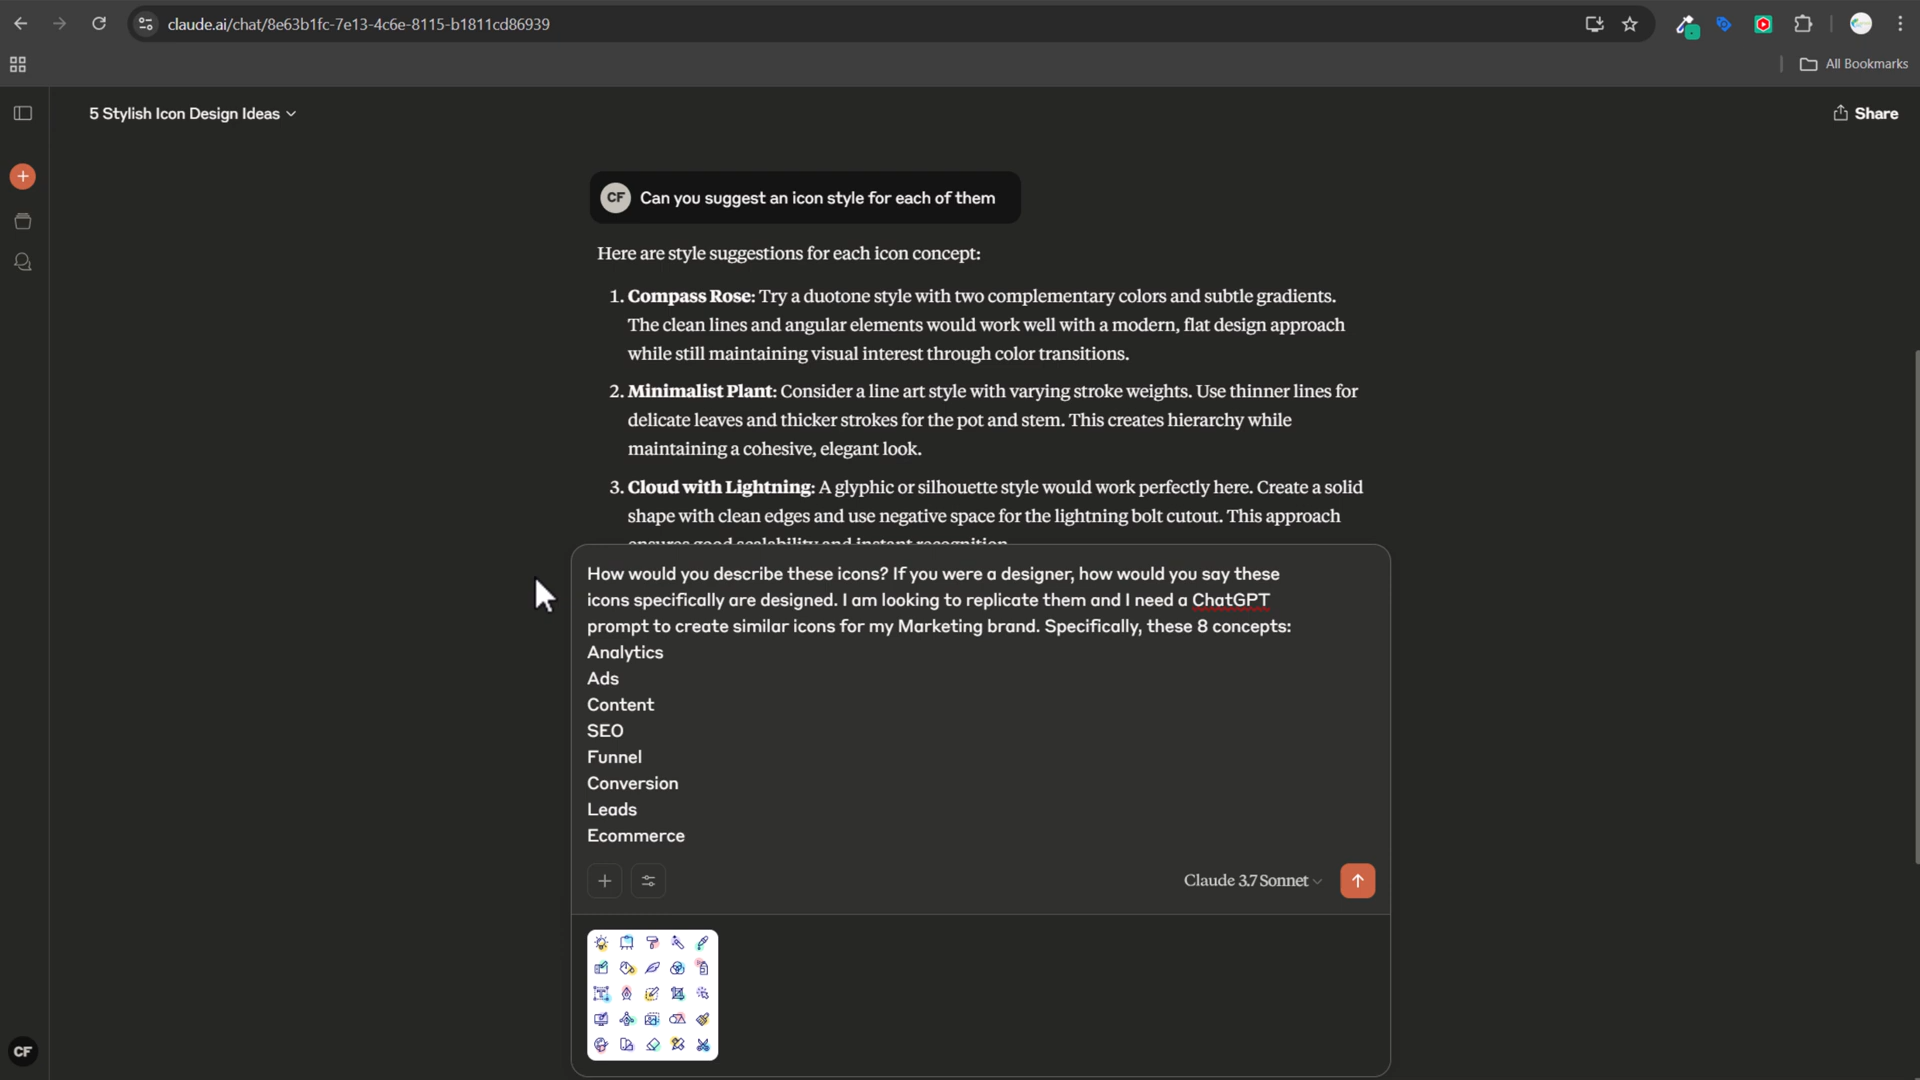 claude.ai/chat/8e63b1fc-7e13-4c6e-8115-b1811cd86939
All Bookmarks
5 Stylish Icon Design Ideas
Share
CF
Can you suggest an icon style for each of them
Here are style suggestions for each icon concept:
1. Compass Rose: Try a duotone style with two complementary colors and subtle gradients.
The clean lines and angular elements would work well with a modern, flat design approach
while still maintaining visual interest through color transitions.
2. Minimalist Plant: Consider a line art style with varying stroke weights. Use thinner lines for
delicate leaves and thicker strokes for the pot and stem. This creates hierarchy while
maintaining a cohesive, elegant look.
3. Cloud with Lightning: A glyphic or silhouette style would work perfectly here. Create a solid
shape with clean edges and use negative space for the lightning bolt cutout. This approach
ensures good scalability and instant recognition.
How would you describe these icons? If you were a designer, how would you say these
icons specifically are designed. I am looking to replicate them and I need a ChatGPT
prompt to create similar icons for my Marketing brand. Specifically, these 8 concepts:
Analytics
Ads
Content
SEO
Funnel
Conversion
Leads
Ecommerce
Claude 3.7 Sonnet
CF